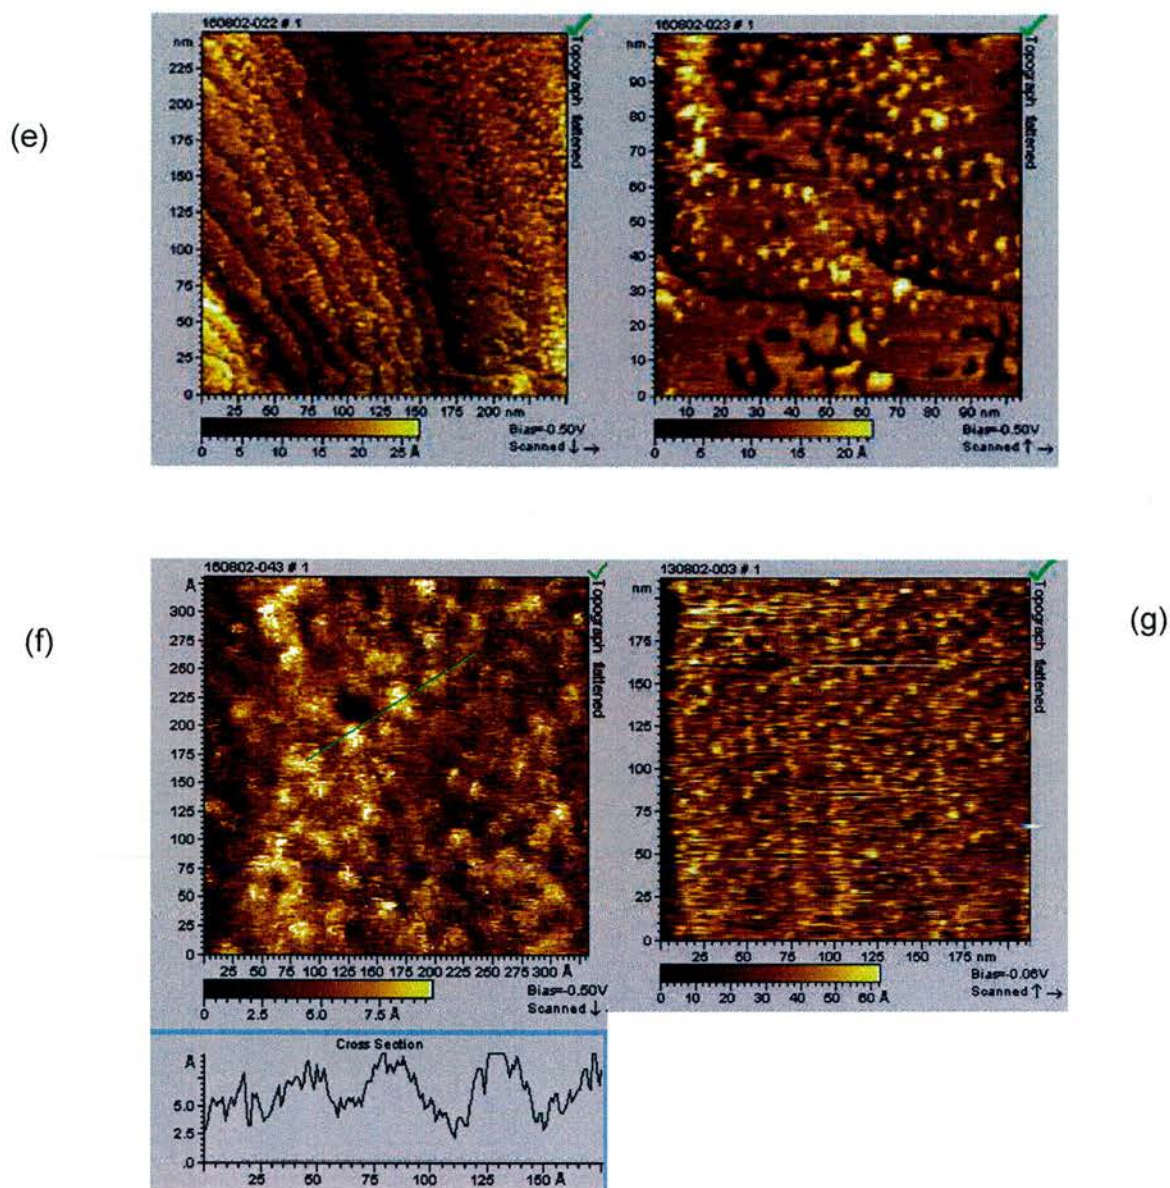 (e)
160802-022 # 1
Topograph flattened
nm
225
200
175
150
125
100
75
50
25
0
25 50 75 100 125 150 175 200 nm
0 5 10 15 20 25 Å
Bias=-0.50V
Scanned ↓ →
160802-023 # 1
Topograph flattened
nm
90
80
70
60
50
40
30
20
10
0
10 20 30 40 50 60 70 80 90 nm
0 5 10 15 20 Å
Bias=-0.50V
Scanned ↑ →
(f)
160802-043 # 1
Topograph flattened
Å
300
275
250
225
200
175
150
125
100
75
50
25
0
25 50 75 100 125 150 175 200 225 250 275 300 Å
0 2.5 5.0 7.5 Å
Bias=-0.50V
Scanned ↓
Cross Section
Å
5.0
2.5
.0
25 50 75 100 125 150 Å
(g)
130802-003 # 1
Topograph flattened
nm
175
150
125
100
75
50
25
0
25 50 75 100 125 150 175 nm
0 10 20 30 40 50 60 Å
Bias=-0.06V
Scanned ↑ →